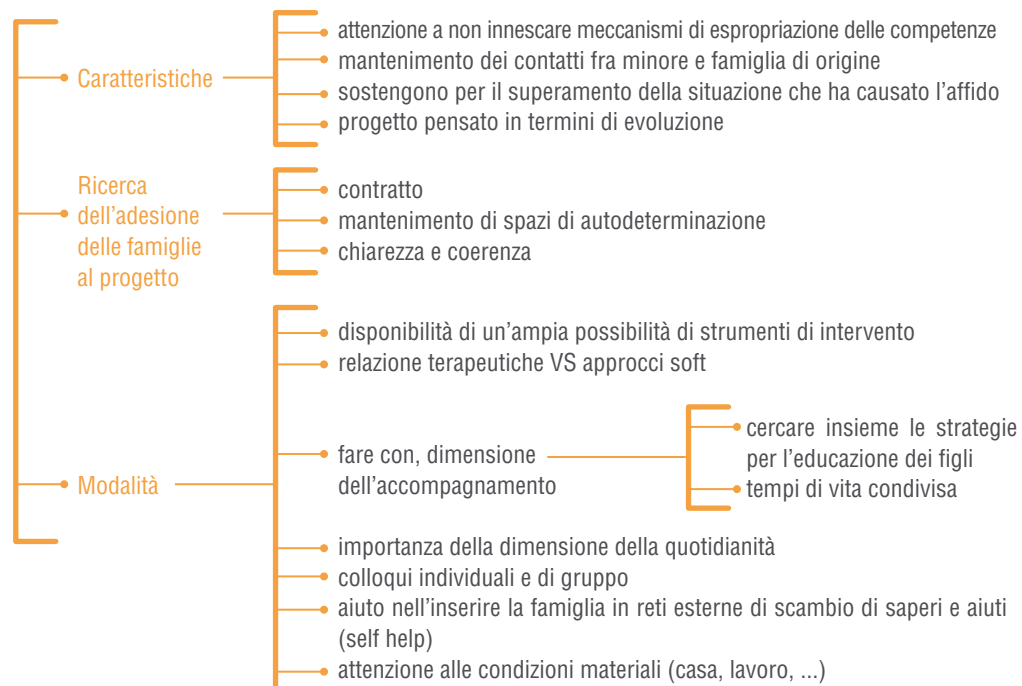 Caratteristiche
attenzione a non innescare meccanismi di espropriazione delle competenze
mantenimento dei contatti fra minore e famiglia di origine
sostengono per il superamento della situazione che ha causato l'affido
progetto pensato in termini di evoluzione
Ricerca
dell'adesione
delle famiglie
al progetto
contratto
mantenimento di spazi di autodeterminazione
chiarezza e coerenza
Modalità
disponibilità di un'ampia possibilità di strumenti di intervento
relazione terapeutiche VS approcci soft
fare con, dimensione
dell'accompagnamento
cercare insieme le strategie
per l'educazione dei figli
tempi di vita condivisa
importanza della dimensione della quotidianità
colloqui individuali e di gruppo
aiuto nell'inserire la famiglia in reti esterne di scambio di saperi e aiuti
(self help)
attenzione alle condizioni materiali (casa, lavoro, ...)